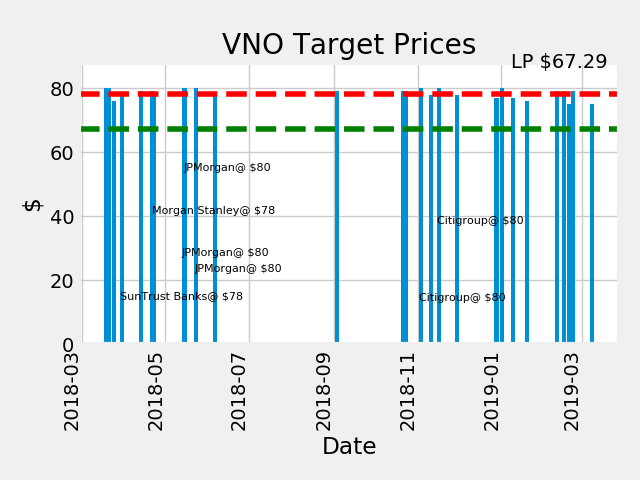 VNO Target Prices
LP $67.29
80
60
40
20
0
$
JPMorgan@ $80
Morgan Stanley@ $78
Citigroup@ $80
JPMorgan@ $80
JPMorgan@ $80
SunTrust Banks@ $78
Citigroup@ $80
2018-03
2018-05
2018-07
2018-09
2018-11
2019-01
2019-03
Date